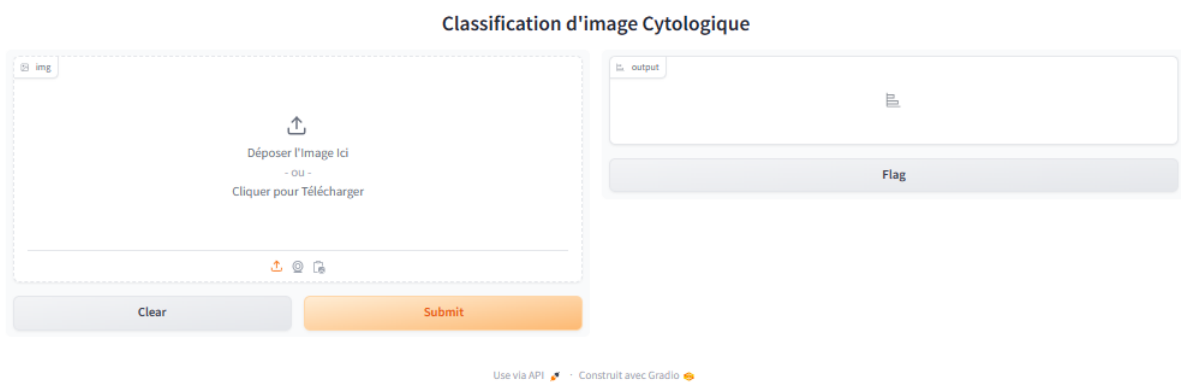 Classification d'image Cytologique
img
Déposer l'Image Ici
- ou -
Cliquer pour Télécharger
Clear
Submit
output
Flag
Use via API 🚀 · Construit avec Gradio